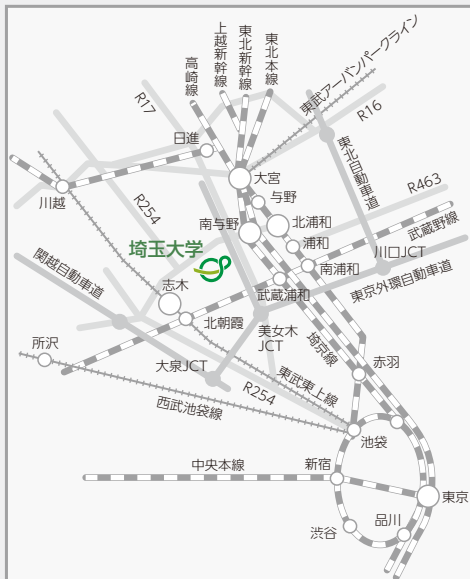 高崎線
上越新幹線
東北新幹線
東北本線
東武アーバンパークライン
R17
R16
日進
大宮
東北自動車道
川越
R254
与野
R463
南与野
北浦和
武蔵野線
埼玉大学
浦和
川口JCT
関越自動車道
志木
南浦和
東京外環自動車道
武蔵浦和
北朝霞
美女木
JCT
埼京線
所沢
大泉JCT
東武東上線
赤羽
R254
西武池袋線
池袋
中央本線
新宿
東京
渋谷
品川